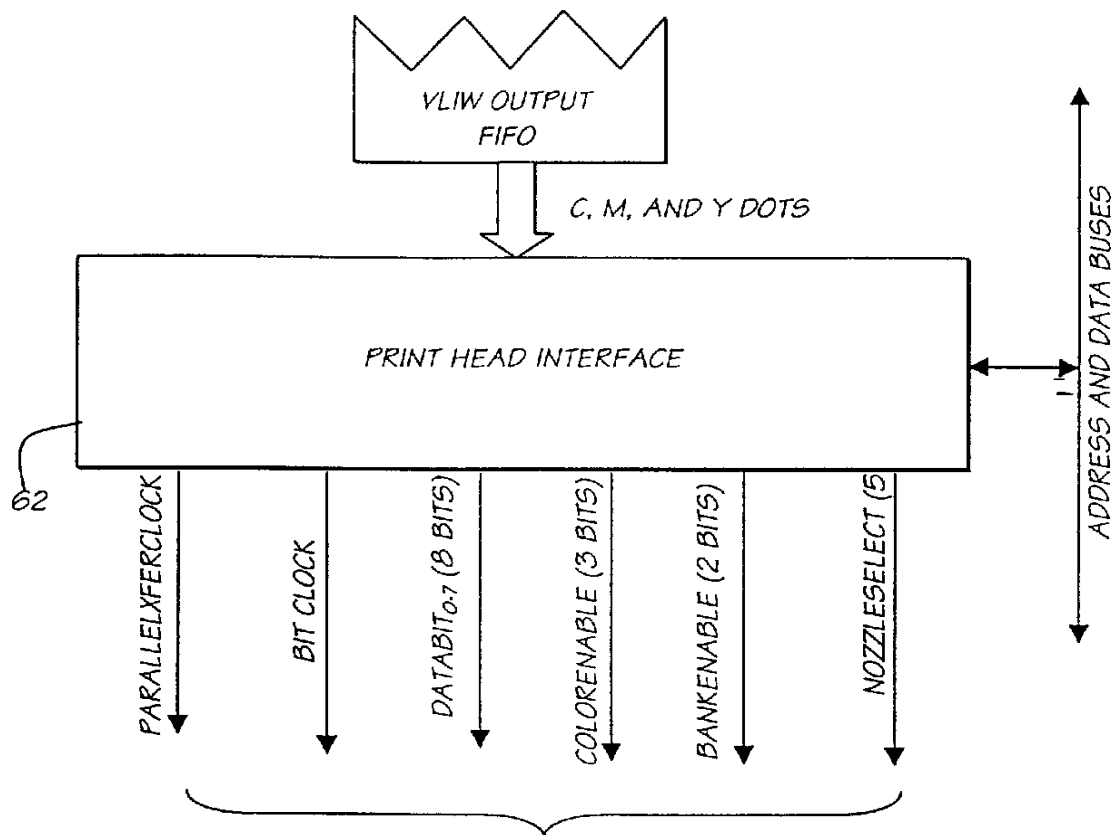 VLIW OUTPUT
FIFO
C, M, AND Y DOTS
PRINT HEAD INTERFACE
ADDRESS AND DATA BUSES
62
PARALLELXFERCLOCK
BIT CLOCK
DATABIT0-7 (8 BITS)
COLORENABLE (3 BITS)
BANKENABLE (2 BITS)
NOZZLESELECT (5